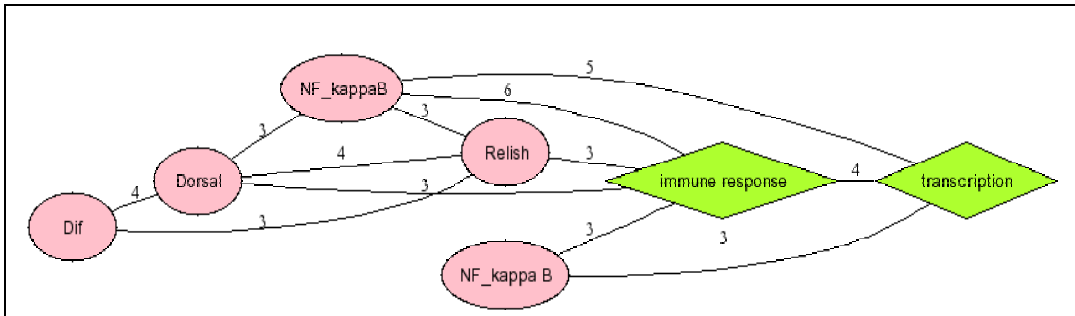 5
NF_kappaB
6
3
3
Relish
4
3
Dorsal
immune response
4
transcription
3
4
Dif
3
3
3
NF_kappa B